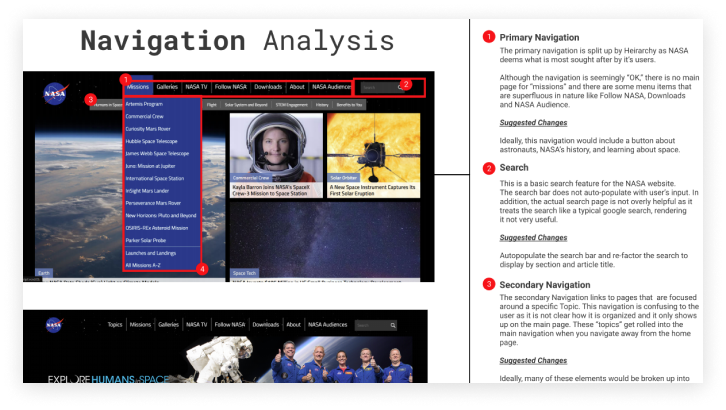 Navigation Analysis
1 Primary Navigation
The primary navigation is split up by Heirarchy as NASA
deems what is most sought after by it's users.
Although the navigation is seemingly "OK," there is no main
page for "missions" and there are some menu items that
are superfluous in nature like Follow NASA, Downloads
and NASA Audience.
Suggested Changes
Ideally, this navigation would include a button about
astronauts, NASA's history, and learning about space.
2 Search
This is a basic search feature for the NASA website.
The search bar does not auto-populate with user's input. In
addition, the actual search page is not overly helpful as it
treats the search like a typical google search, rendering
it not very useful.
Suggested Changes
Autopopulate the search bar and re-factor the search to
display by section and article title.
3 Secondary Navigation
The secondary Navigation links to pages that are focused
around a specific Topic. This navigation is confusing to the
user as it is not clear how it is organized and it only shows
up on the main page. These "topics" get rolled into the
main navigation when you navigate away from the home
page.
Suggested Changes
Ideally, many of these elements would be broken up into
1
2
NASA
Missions Galleries NASA TV Follow NASA Downloads About NASA Audiences
3
Humans in Space
Flight Solar System and Beyond STEM Engagement History Benefits to You
Artemis Program
Commercial Crew
Curiosity Mars Rover
Hubble Space Telescope
James Webb Space Telescope
Juno: Mission at Jupiter
International Space Station
InSight Mars Lander
Perseverance Mars Rover
New Horizons: Pluto and Beyond
OSIRIS-REx Asteroid Mission
Parker Solar Probe
Launches and Landings
All Missions A-Z
4
Commercial Crew
Kayla Barron Joins NASA's SpaceX
Crew-3 Mission to Space Station
Solar Orbiter
A New Space Instrument Captures Its
First Solar Eruption
Earth
Space Tech
NASA
Topics Missions Galleries NASA TV Follow NASA Downloads About NASA Audiences
EXPLORE HUMANS IN SPACE